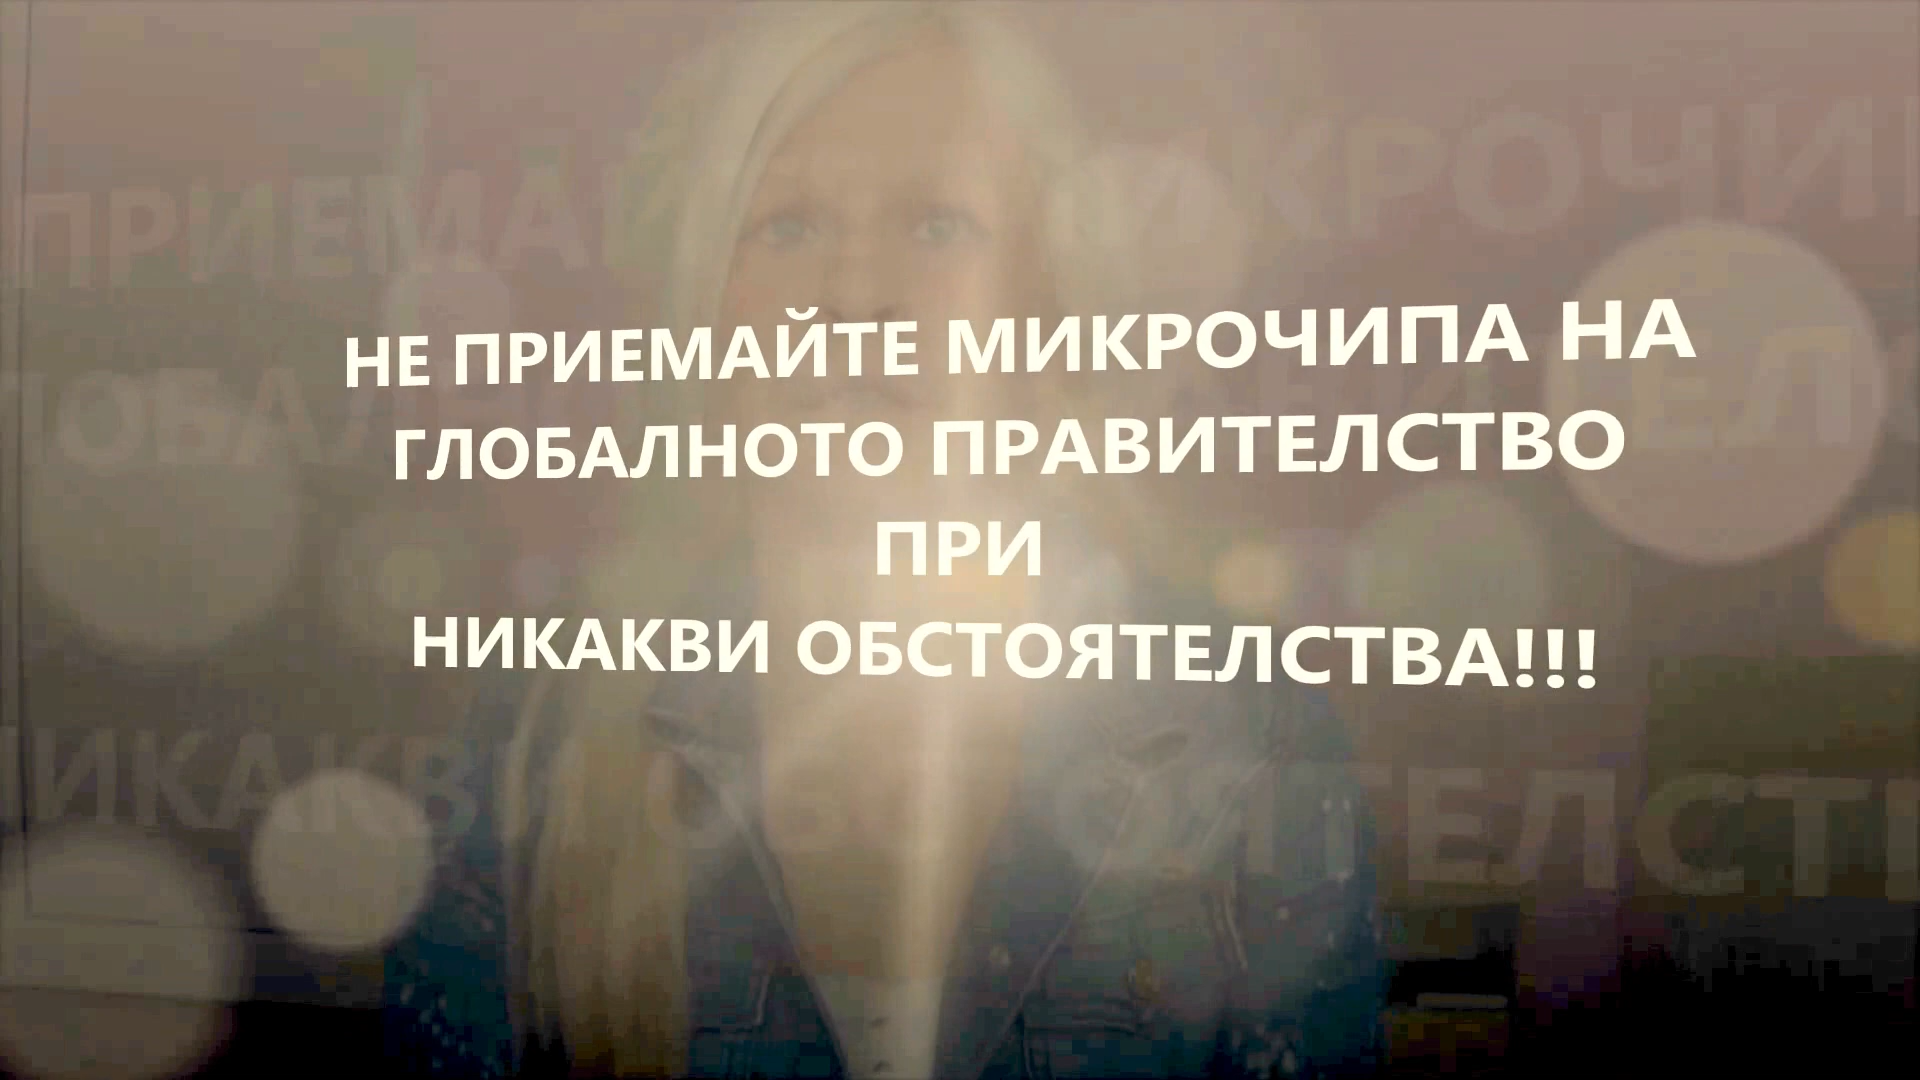 НЕ ПРИЕМАЙТЕ МИКРОЧИПА НА
ГЛОБАЛНОТО ПРАВИТЕЛСТВО
ПРИ
НИКАКВИ ОБСТОЯТЕЛСТВА!!!